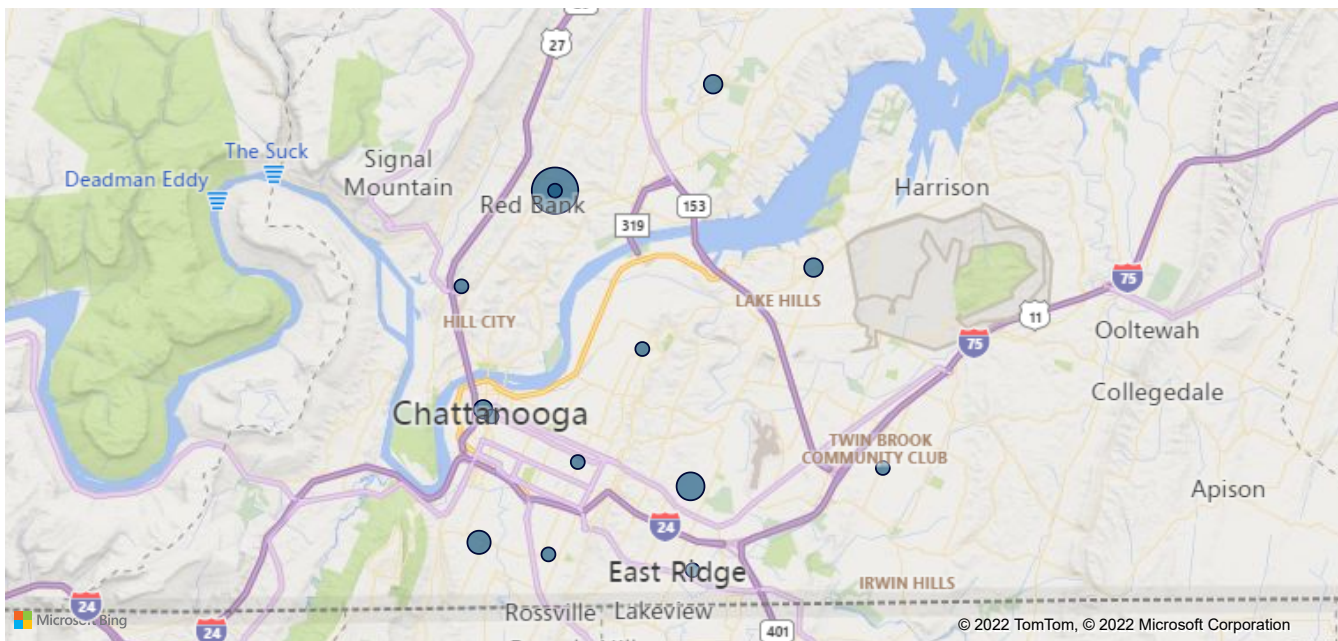 27
The Suck
Signal
Mountain
Deadman Eddy
Harrison
Red Bank
153
319
75
LAKE HILLS
HILL CITY
11
Ooltewah
75
Collegedale
Chattanooga
TWIN BROOK
COMMUNITY CLUB
Apison
24
East Ridge
IRWIN HILLS
24
Rossville
Lakeview
Microsoft Bing
24
401
© 2022 TomTom, © 2022 Microsoft Corporation